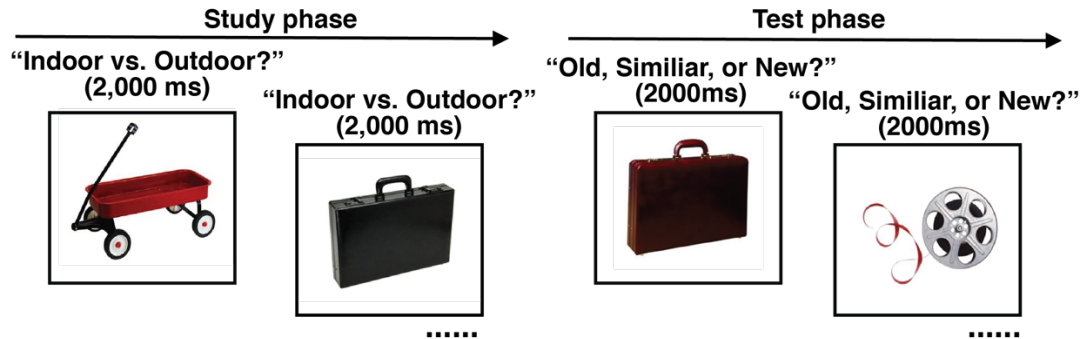 Study phase
“Indoor vs. Outdoor?”
(2,000 ms)
“Indoor vs. Outdoor?”
(2,000 ms)
......
Test phase
“Old, Similiar, or New?”
(2000ms)
“Old, Similiar, or New?”
(2000ms)
......